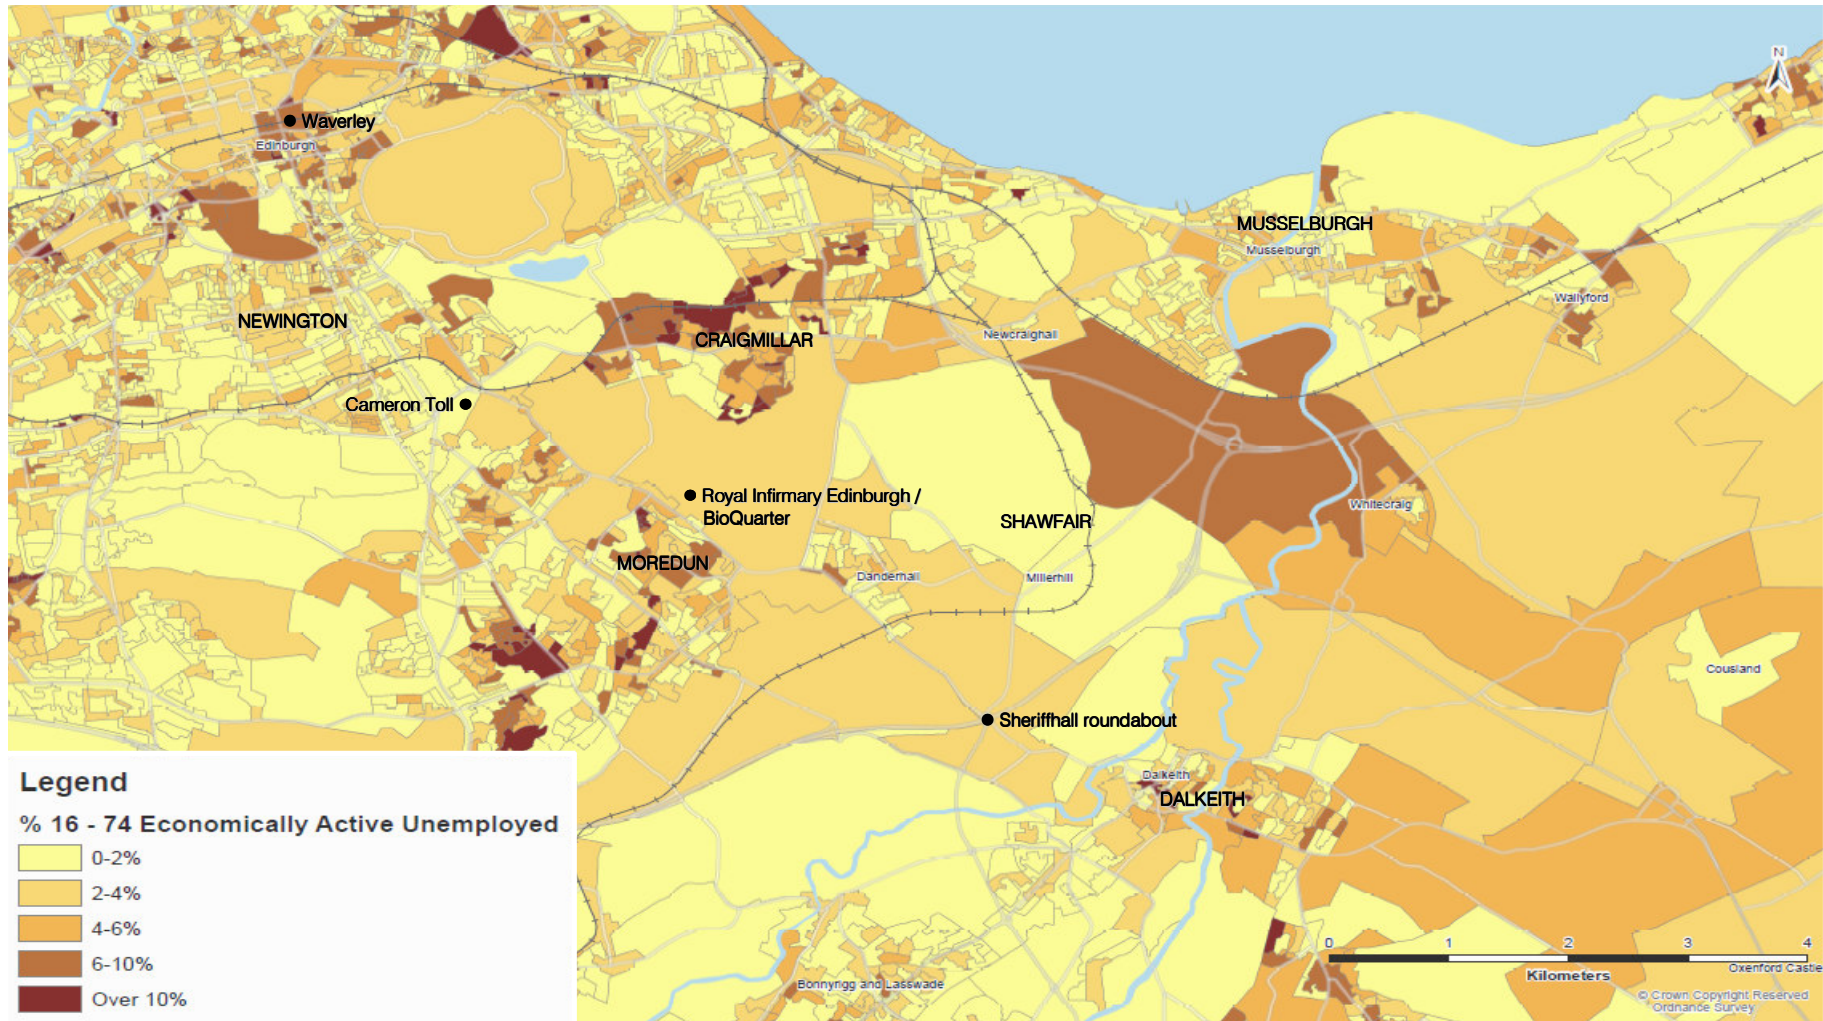 N
Waverley
Edinburgh
MUSSELBURGH
Musselburgh
Wallyford
NEWINGTON
CRAIGMILLAR
Newcraighall
Cameron Toll
Royal Infirmary Edinburgh /
BioQuarter
SHAWFAIR
Whitecraig
MOREDUN
Danderhall
Millerhill
Cousland
Sheriffhall roundabout
Dalkeith
DALKEITH
Legend
% 16 - 74 Economically Active Unemployed
0-2%
2-4%
4-6%
6-10%
Over 10%
Bonnyrigg and Lasswade
0 1 2 3 4
Kilometers
Oxenford Castle
© Crown Copyright Reserved
Ordnance Survey